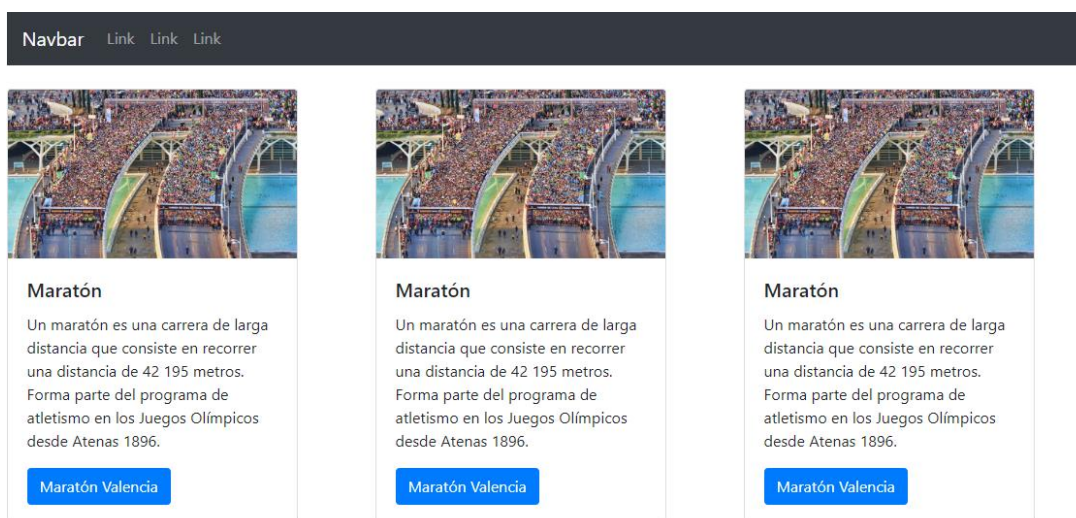 Navbar Link Link Link
Maratón
Un maratón es una carrera de larga
distancia que consiste en recorrer
una distancia de 42 195 metros.
Forma parte del programa de
atletismo en los Juegos Olímpicos
desde Atenas 1896.
Maratón Valencia
Maratón
Un maratón es una carrera de larga
distancia que consiste en recorrer
una distancia de 42 195 metros.
Forma parte del programa de
atletismo en los Juegos Olímpicos
desde Atenas 1896.
Maratón Valencia
Maratón
Un maratón es una carrera de larga
distancia que consiste en recorrer
una distancia de 42 195 metros.
Forma parte del programa de
atletismo en los Juegos Olímpicos
desde Atenas 1896.
Maratón Valencia